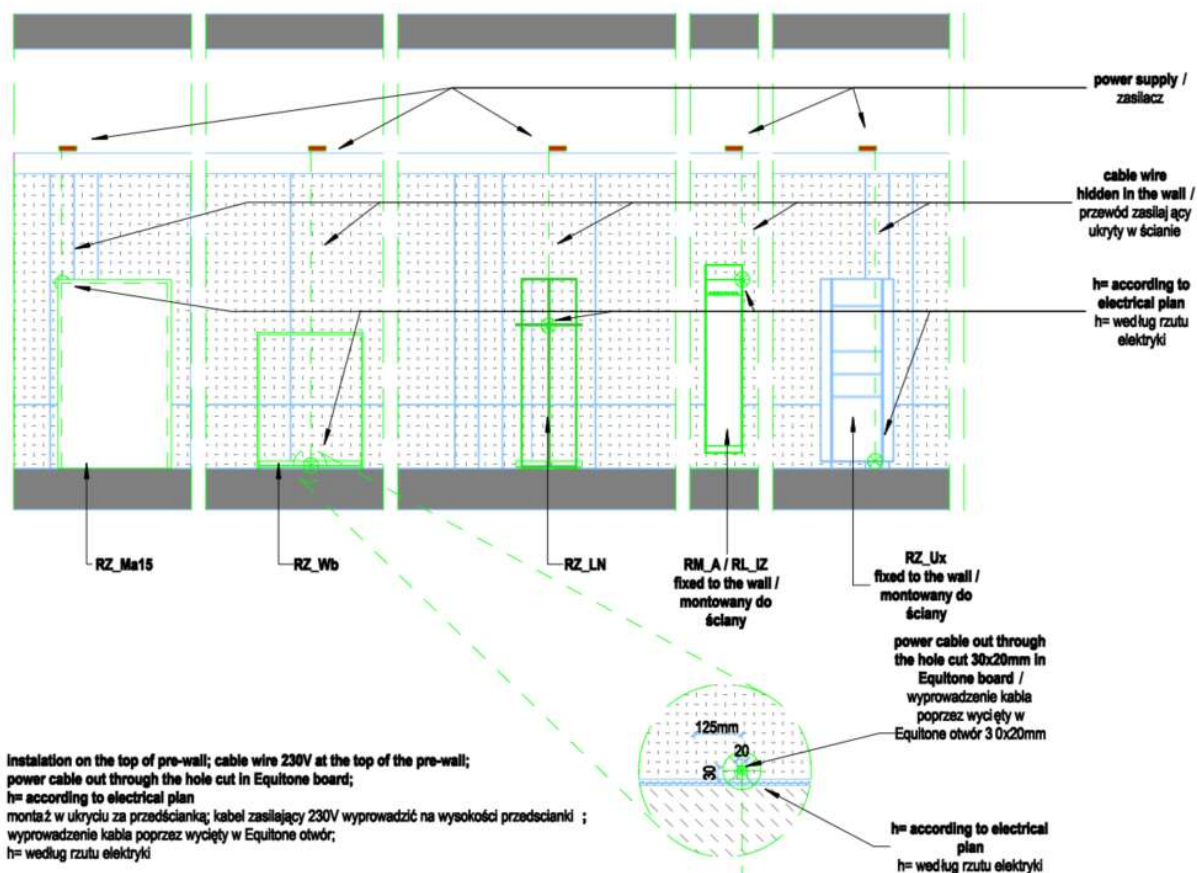 power supply /
zasilacz
cable wire
hidden in the wall /
przewód zasilający
ukryty w ścianie
h= according to
electrical plan
h= według rzutu
elektryki
RZ_Ma15
RZ_Wb
RZ_LN
RM_A / RL_IZ
fixed to the wall /
montowany do
ściany
RZ_Ux
fixed to the wall /
montowany do
ściany
power cable out through
the hole cut 30x20mm in
Equitone board /
wyprowadzenie kabla
poprzez wycięty w
Equitone otwór 3 0x20mm
125mm
20
30
h= according to electrical
plan
h= według rzutu elektryki
instalation on the top of pre-wall; cable wire 230V at the top of the pre-wall;
power cable out through the hole cut in Equitone board;
h= according to electrical plan
montaż w ukryciu za przedścianką; kabel zasilający 230V wyprowadzić na wysokości przedscianki ;
wyprowadzenie kabla poprzez wycięty w Equitone otwór;
h= według rzutu elektryki